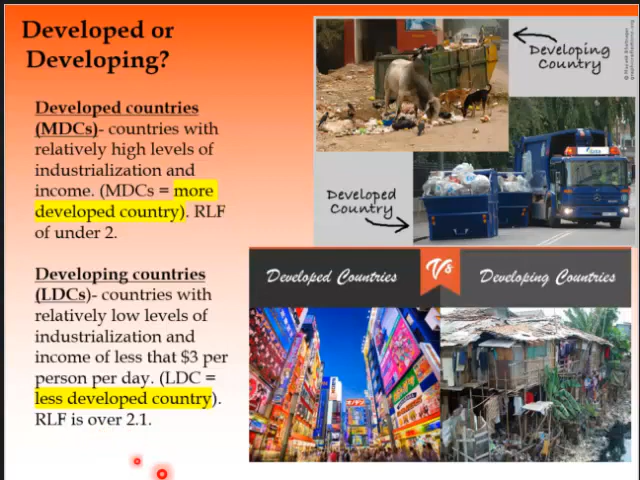 Developed or
Developing?
Developed countries
(MDCs)- countries with
relatively high levels of
industrialization and
income. (MDCs = more
developed country). RLF
of under 2.
Developing countries
(LDCs)- countries with
relatively low levels of
industrialization and
income of less that $3 per
person per day. (LDC =
less developed country).
RLF is over 2.1.
Developing
Country
Developed
Country
Developed Countries Vs Developing Countries